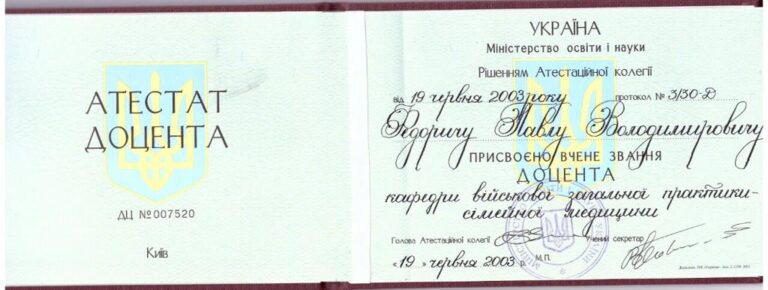 АТЕСТАТ
ДОЦЕНТА
ДЦ №007520
Київ
УКРАЇНА
Міністерство освіти і науки
Рішенням Атестаційної колегії
від 19 червня 2003 року протокол № 3/30-Д
Федоричу Павлу Володимировичу
ПРИСВОЄНО ВЧЕНЕ ЗВАННЯ
ДОЦЕНТА
кафедри військової загальної практики-
сімейної медицини
Голова Атестаційної колегії Учений секретар
«19» червня 2003 р. М.П.